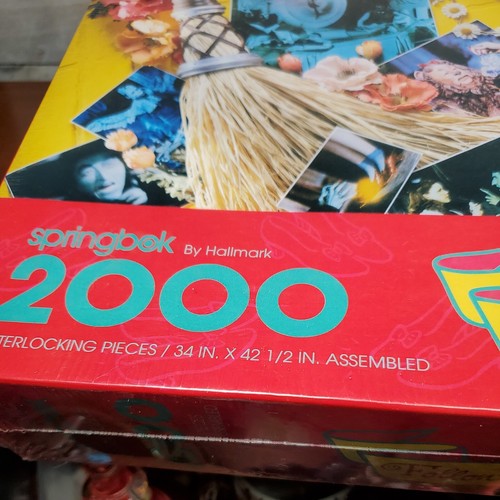 springbok By Hallmark
2000
TERLOCKING PIECES / 34 IN. X 42 1/2 IN. ASSEMBLED